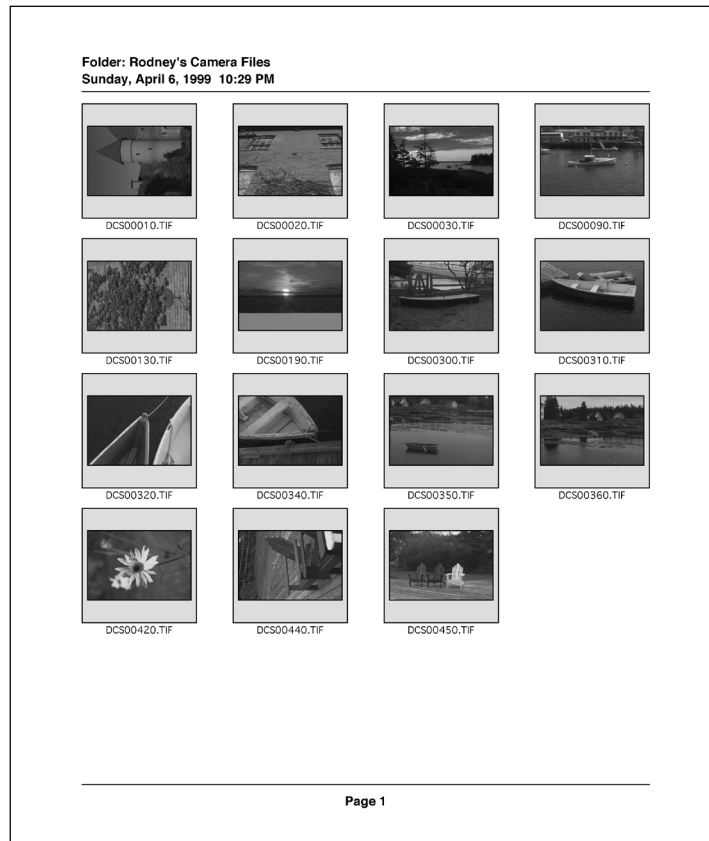 Folder: Rodney's Camera Files
Sunday, April 6, 1999 10:29 PM
DCS00010.TIF DCS00020.TIF DCS00030.TIF DCS00090.TIF
DCS00130.TIF DCS00190.TIF DCS00300.TIF DCS00310.TIF
DCS00320.TIF DCS00340.TIF DCS00350.TIF DCS00360.TIF
DCS00420.TIF DCS00440.TIF DCS00450.TIF
Page 1